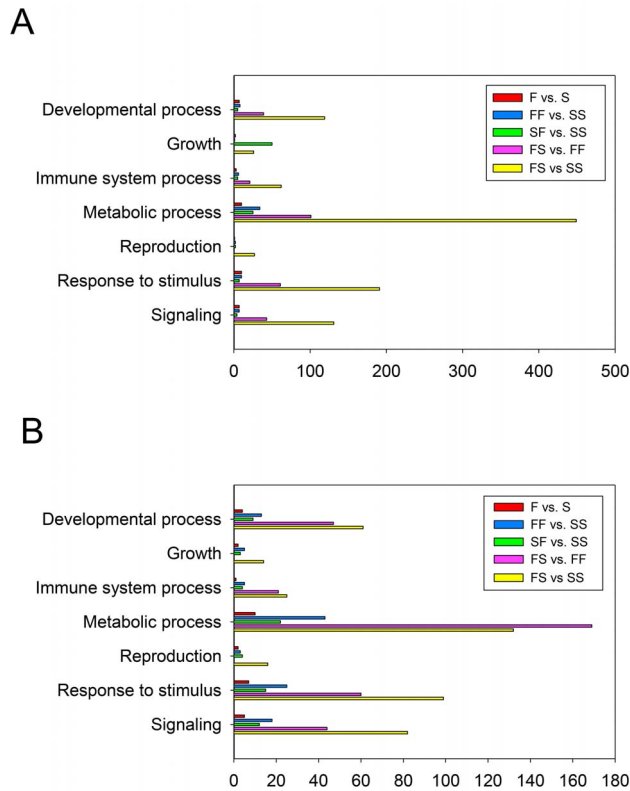 A
F vs. S
FF vs. SS
SF vs. SS
FS vs. FF
FS vs SS
Developmental process
Growth
Immune system process
Metabolic process
Reproduction
Response to stimulus
Signaling
0 100 200 300 400 500
B
F vs. S
FF vs. SS
SF vs. SS
FS vs. FF
FS vs SS
Developmental process
Growth
Immune system process
Metabolic process
Reproduction
Response to stimulus
Signaling
0 20 40 60 80 100 120 140 160 180